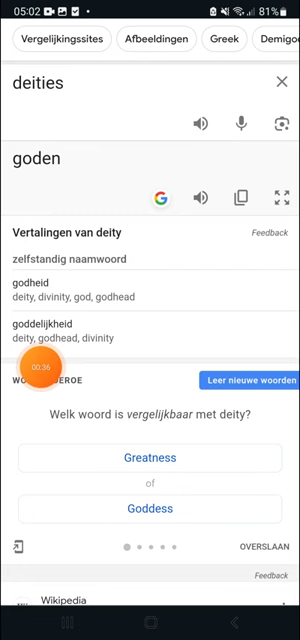 05:02 81%
Vergelijkingssites Afbeeldingen Greek
deities
goden
Vertalingen van deity Feedback
zelfstandig naamwoord
godheid
deity, divinity, god, godhead
goddelijkheid
deity, godhead, divinity
00:36
Leer nieuwe woorden
Welk woord is vergelijkbaar met deity?
Greatness
of
Goddess
OVERSLAAN
Feedback
Wikipedia